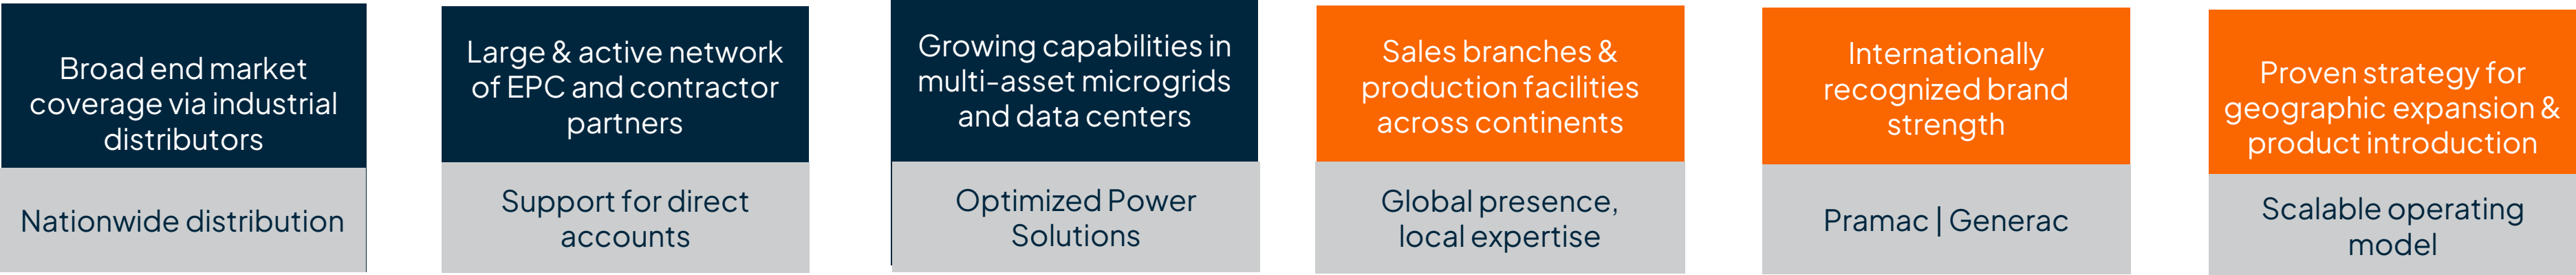 Broad end market
coverage via industrial
distributors
Nationwide distribution
Large & active network
of EPC and contractor
partners
Support for direct
accounts
Growing capabilities in
multi-asset microgrids
and data centers
Optimized Power
Solutions
Sales branches &
production facilities
across continents
Global presence,
local expertise
Internationally
recognized brand
strength
Pramac | Generac
Proven strategy for
geographic expansion &
product introduction
Scalable operating
model